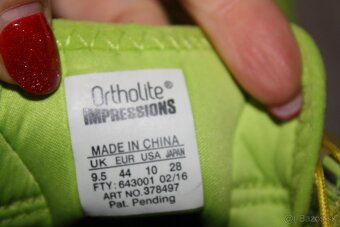 Ortholite®
IMPRESSIONS
MADE IN CHINA
UK EUR USA JAPAN
9.5 44 10 28
FTY: 643001 02/16
ART NO. 378497
Pat. Pending